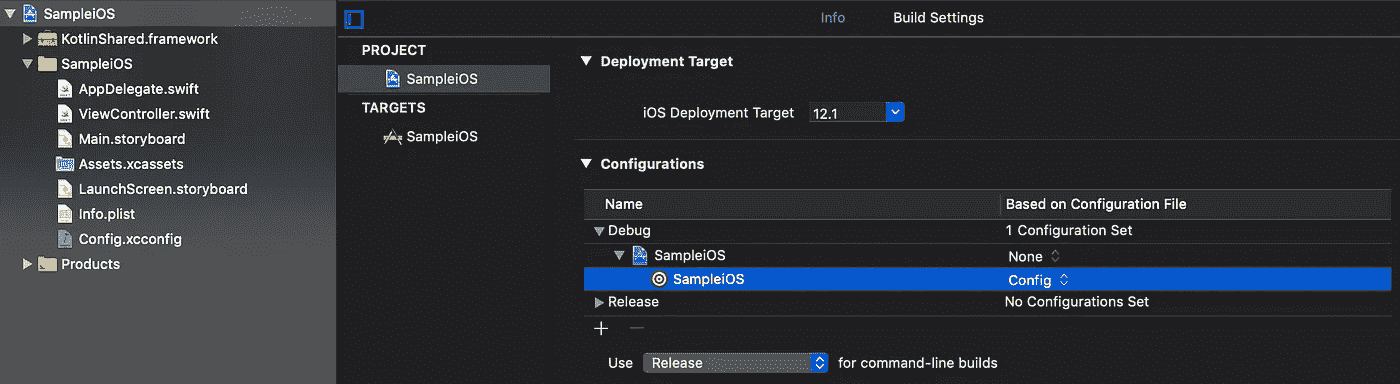 SampleiOS
KotlinShared.framework
SampleiOS
AppDelegate.swift
ViewController.swift
Main.storyboard
Assets.xcassets
LaunchScreen.storyboard
Info.plist
Config.xcconfig
Products
Info Build Settings
PROJECT
SampleiOS
TARGETS
SampleiOS
Deployment Target
iOS Deployment Target 12.1
Configurations
Name Based on Configuration File
Debug 1 Configuration Set
SampleiOS None
SampleiOS Config
Release No Configurations Set
Use Release for command-line builds